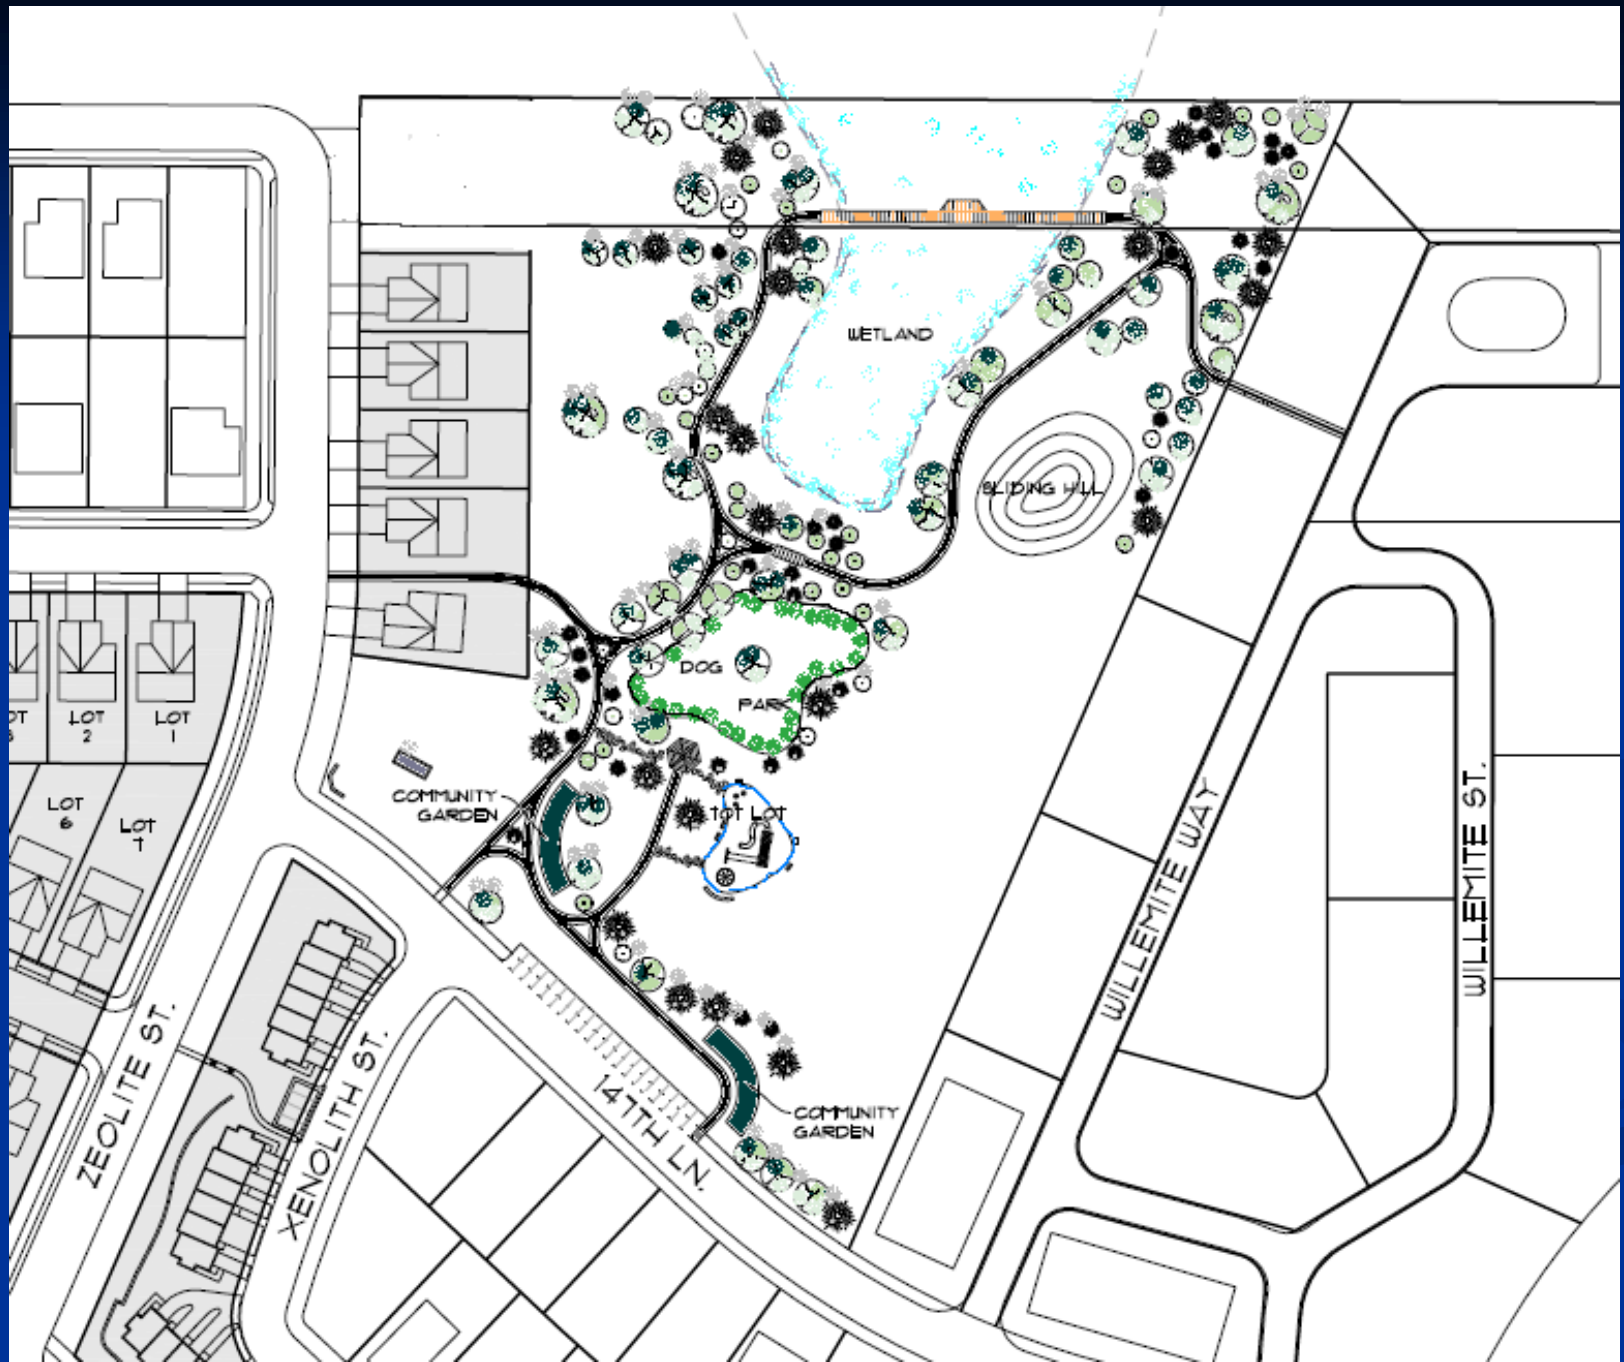 WETLAND
SLIDING HILL
DOG
PARK
LOT
2
LOT
1
COMMUNITY
GARDEN
LOT
6
LOT
7
TOT LOT
WILLEMITE WAY
WILLEMITE ST.
ZEOLITE ST.
XENOLITH ST.
147TH LN.
COMMUNITY
GARDEN